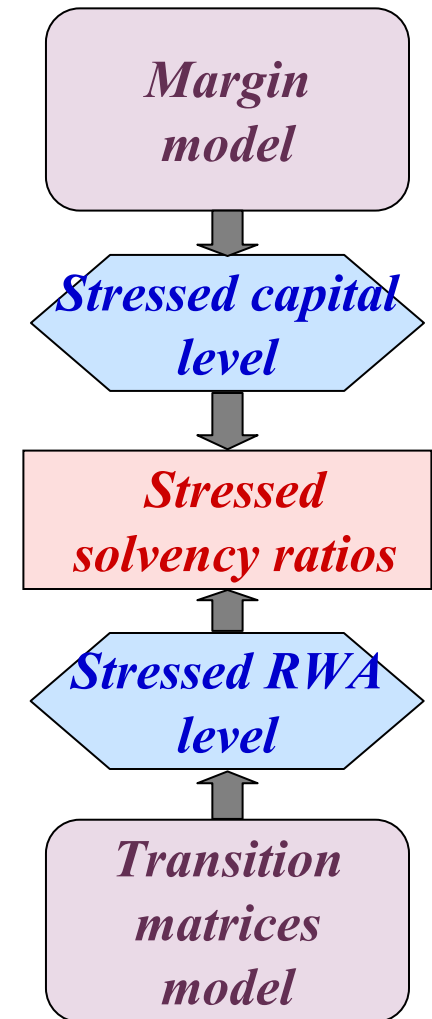 Margin
model
Stressed capital
level
Stressed
solvency ratios
Stressed RWA
level
Transition
matrices
model